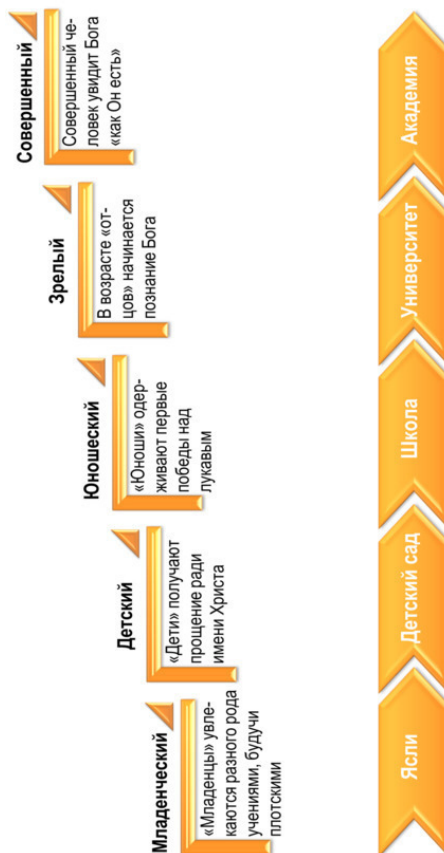 Младенческий
«Младенцы» увле-
каются разного рода
учениями, будучи
плотскими
Детский
«Дети» получают
прощение ради
имени Христа
Юношеский
«Юноши» одер-
живают первые
победы над
лукавым
Зрелый
В возрасте «от-
цов» начинается
познание Бога
Совершенный
Совершенный че-
ловек увидит Бога
«как Он есть»
Ясли
Детский сад
Школа
Университет
Академия